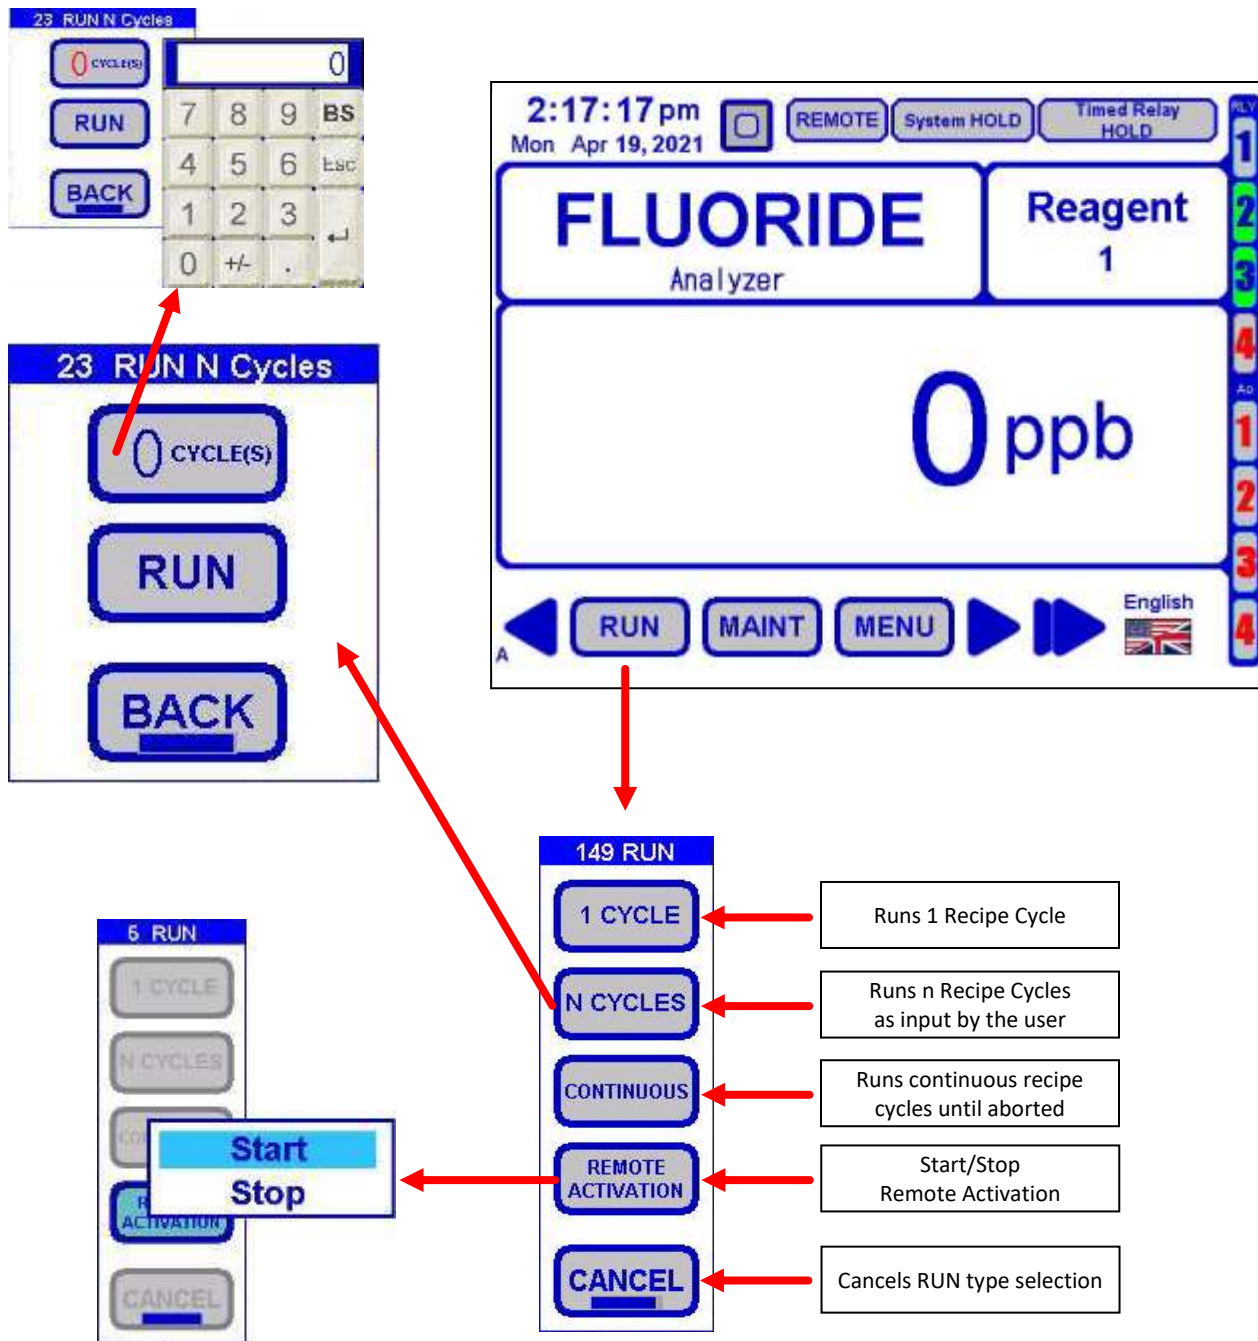 23 RUN N Cycles
0 CYCLE(S)
RUN
BACK
0
7 8 9 BS
4 5 6 Esc
1 2 3
0 +/- .
2:17:17 pm
Mon Apr 19, 2021
REMOTE
System HOLD
Timed Relay
HOLD
FLUORIDE
Analyzer
Reagent
1
0 ppb
RUN
MAINT
MENU
English
A
1
2
3
4
Ao
1
2
3
4
23 RUN N Cycles
0 CYCLE(S)
RUN
BACK
149 RUN
1 CYCLE
N CYCLES
CONTINUOUS
REMOTE
ACTIVATION
CANCEL
Runs 1 Recipe Cycle
Runs n Recipe Cycles
as input by the user
Runs continuous recipe
cycles until aborted
Start/Stop
Remote Activation
Cancels RUN type selection
6 RUN
1 CYCLE
N CYCLES
Start
Stop
ACTIVATION
CANCEL